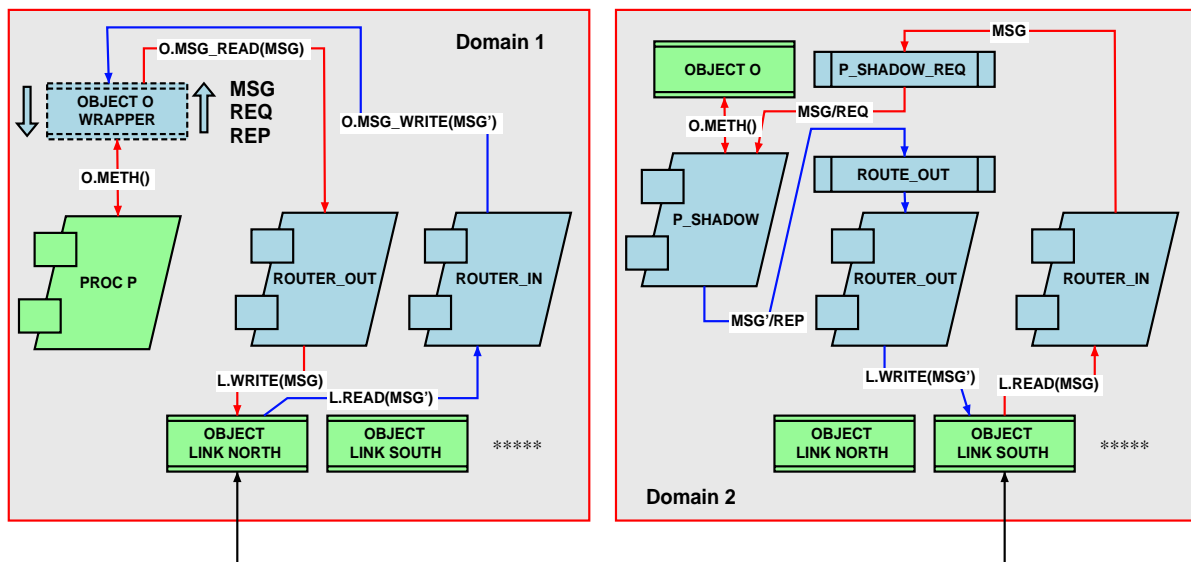 Domain 1
O.MSG_READ(MSG)
OBJECT O
WRAPPER
MSG
REQ
REP
O.MSG_WRITE(MSG’)
O.METH()
PROC P
ROUTER_OUT
ROUTER_IN
L.WRITE(MSG)
L.READ(MSG’)
OBJECT
LINK NORTH
OBJECT
LINK SOUTH
*****
MSG
OBJECT O
P_SHADOW_REQ
MSG/REQ
O.METH()
ROUTE_OUT
P_SHADOW
ROUTER_OUT
ROUTER_IN
MSG’/REP
L.WRITE(MSG’)
L.READ(MSG)
OBJECT
LINK NORTH
OBJECT
LINK SOUTH
*****
Domain 2